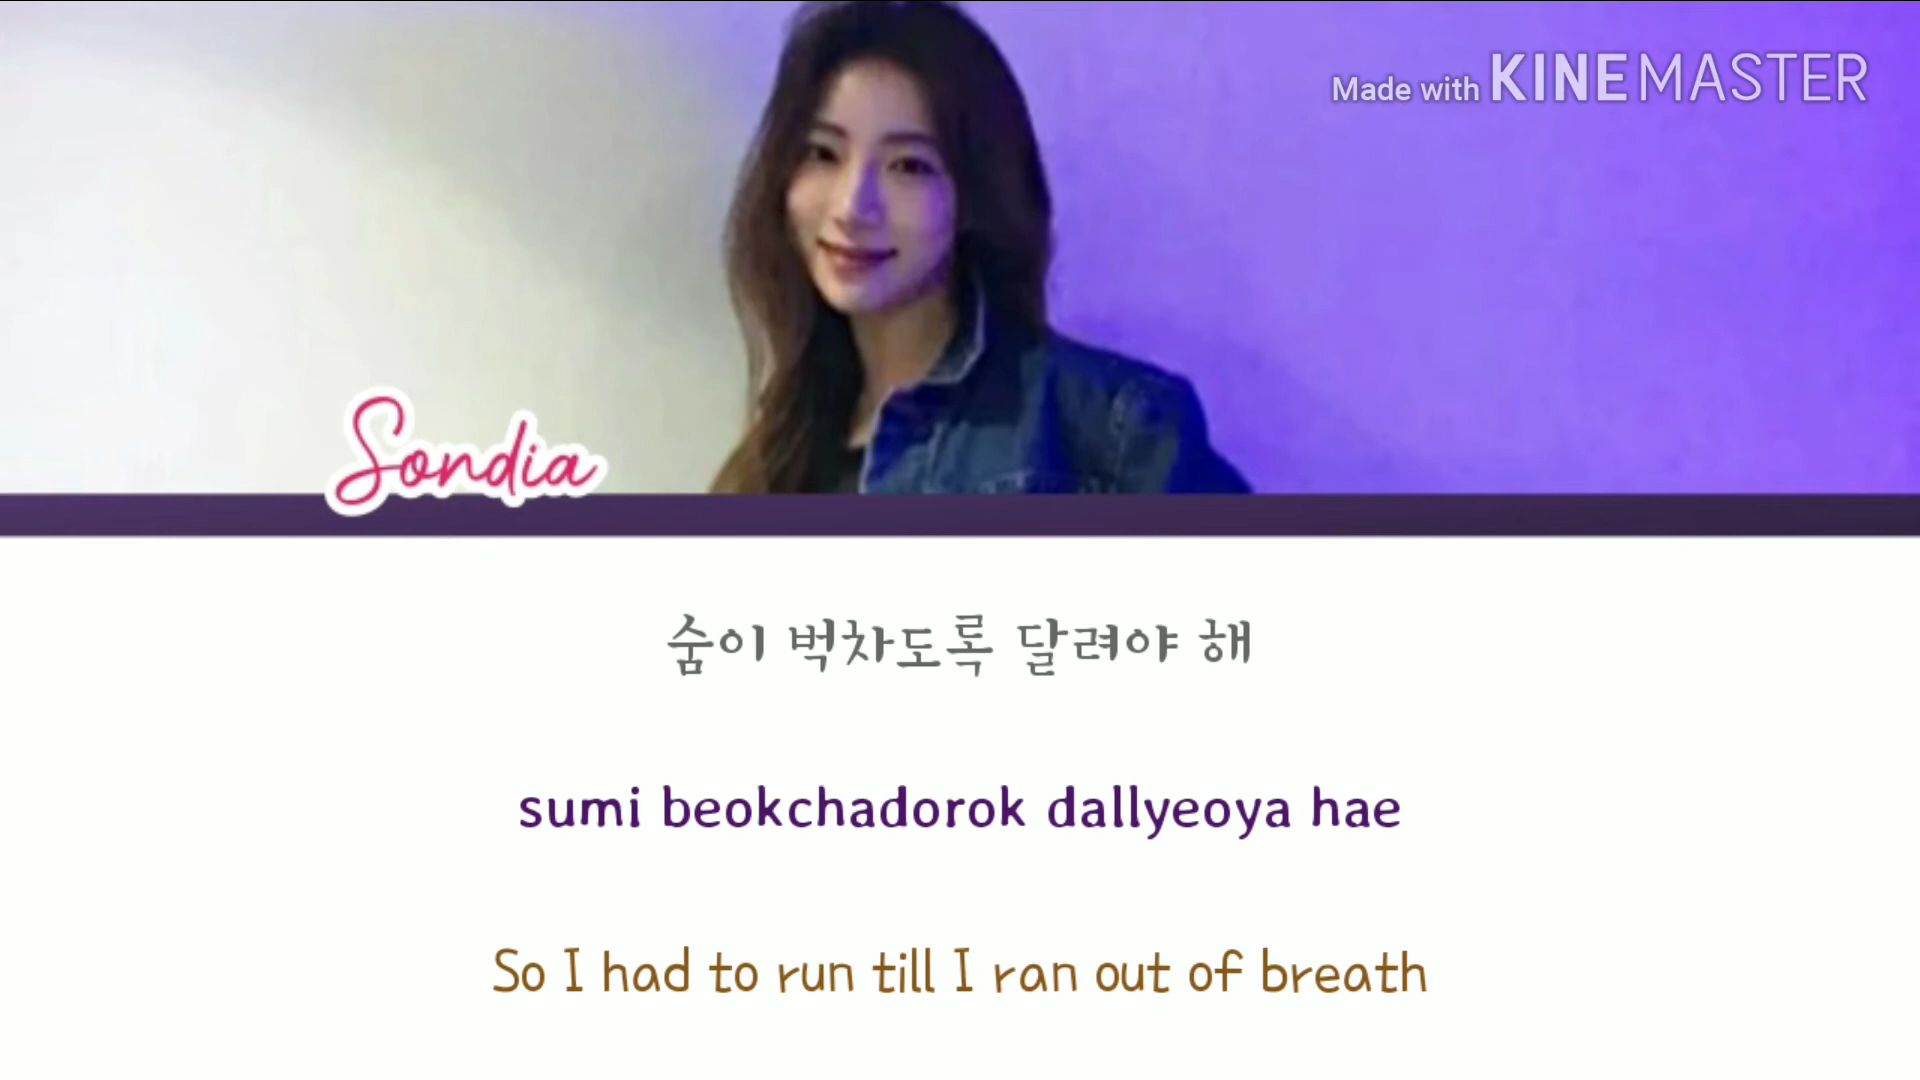 Made with KINEMASTER
Sondia
숨이 벅차도록 달려야 해
sumi beokchadorok dallyeoya hae
So I had to run till I ran out of breath